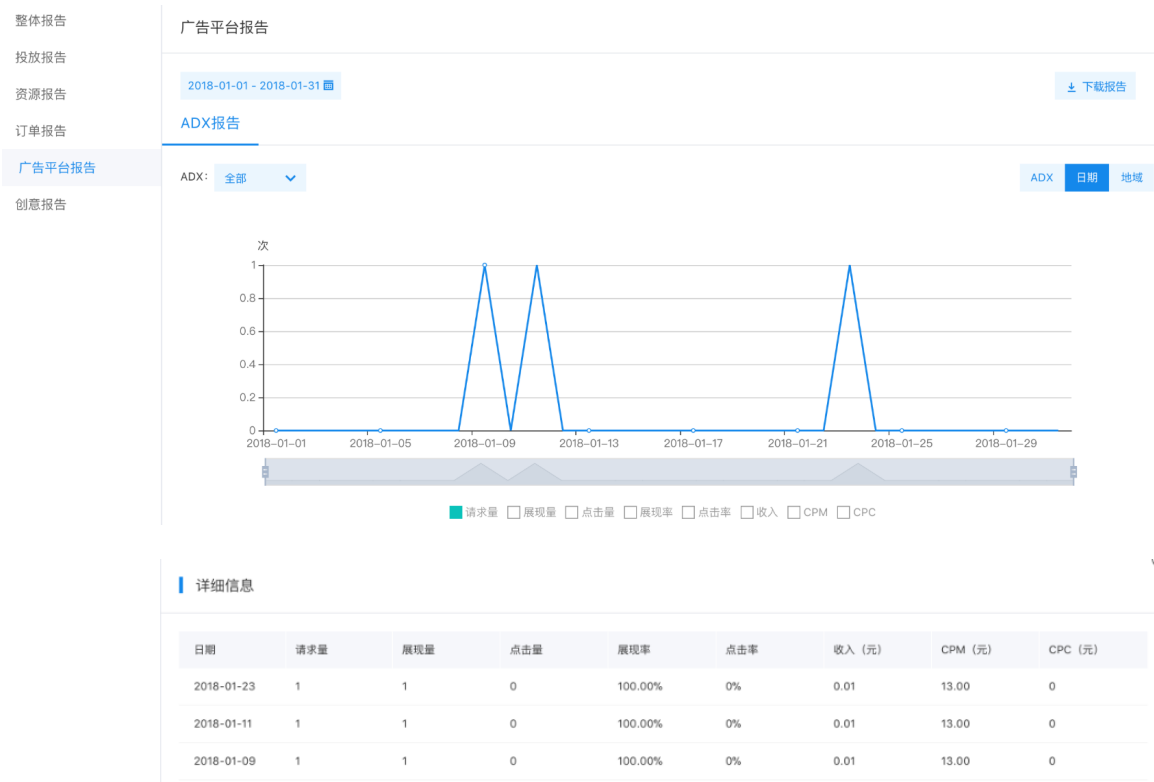 整体报告
投放报告
资源报告
订单报告
广告平台报告
创意报告
广告平台报告
2018-01-01 - 2018-01-31
下载报告
ADX报告
ADX: 全部
ADX 日期 地域
次
1
0.8
0.6
0.4
0.2
0
2018-01-01 2018-01-05 2018-01-09 2018-01-13 2018-01-17 2018-01-21 2018-01-25 2018-01-29
请求量 展现量 点击量 展现率 点击率 收入 CPM CPC
详细信息
日期 请求量 展现量 点击量 展现率 点击率 收入（元） CPM（元） CPC（元）
2018-01-23 1 1 0 100.00% 0% 0.01 13.00 0
2018-01-11 1 1 0 100.00% 0% 0.01 13.00 0
2018-01-09 1 1 0 100.00% 0% 0.01 13.00 0